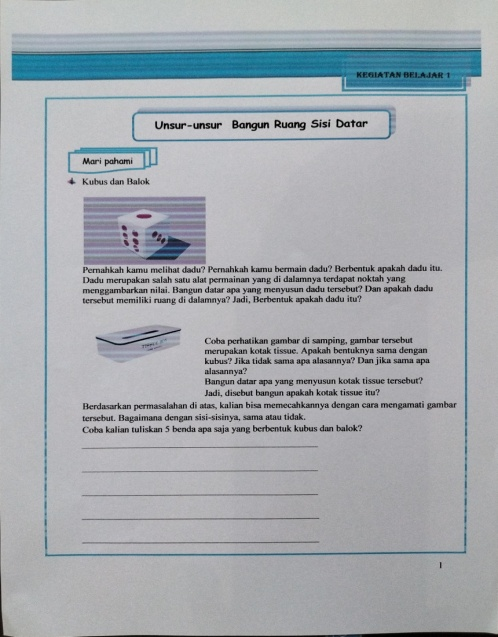 KEGIATAN BELAJAR 1
Unsur-unsur Bangun Ruang Sisi Datar
Mari pahami
Kubus dan Balok
Pernahkah kamu melihat dadu? Pernahkah kamu bermain dadu? Berbentuk apakah dadu itu.
Dadu merupakan salah satu alat permainan yang di dalamnya terdapat noktah yang
menggambarkan nilai. Bangun datar apa yang menyusun dadu tersebut? Dan apakah dadu
tersebut memiliki ruang di dalamnya? Jadi, Berbentuk apakah dadu itu?
Coba perhatikan gambar di samping, gambar tersebut
merupakan kotak tissue. Apakah bentuknya sama dengan
kubus? Jika tidak sama apa alasannya? Dan jika sama apa
alasannya?
Bangun datar apa yang menyusun kotak tissue tersebut?
Jadi, disebut bangun apakah kotak tissue itu?
Berdasarkan permasalahan di atas, kalian bisa memecahkannya dengan cara mengamati gambar
tersebut. Bagaimana dengan sisi-sisinya, sama atau tidak.
Coba kalian tuliskan 5 benda apa saja yang berbentuk kubus dan balok?
1